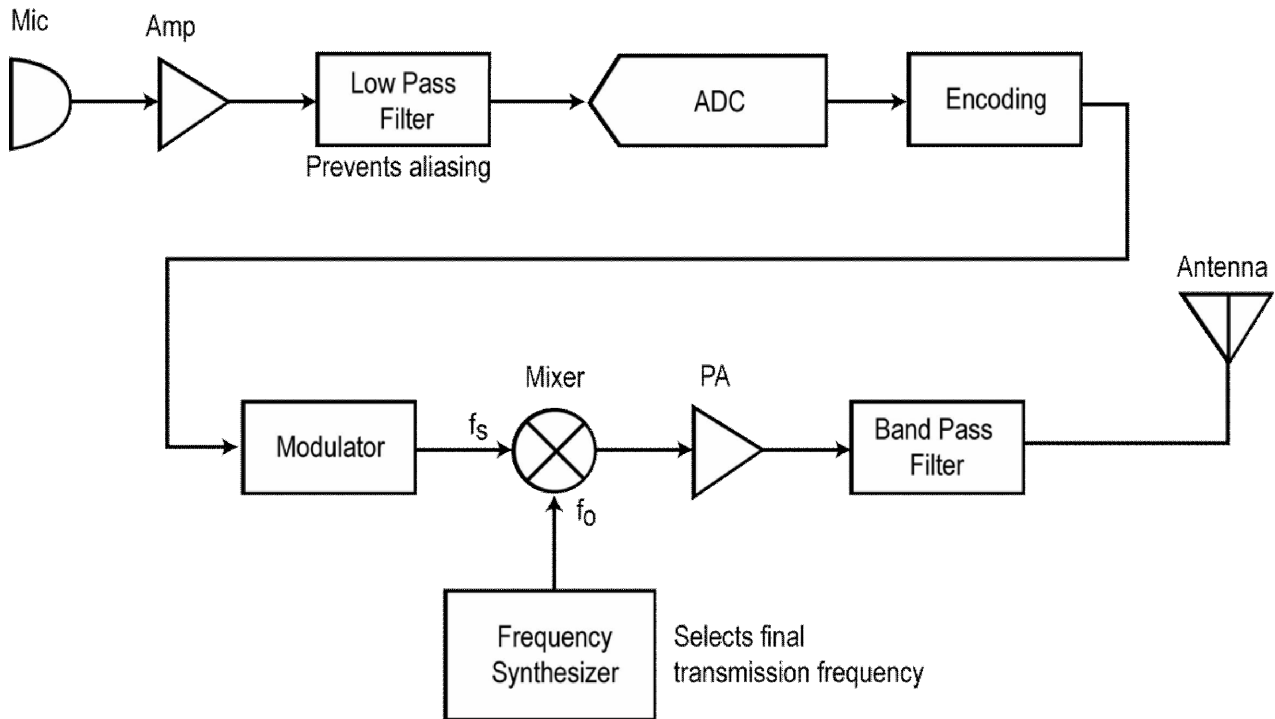 Mic
Amp
Low Pass
Filter
Prevents aliasing
ADC
Encoding
Antenna
Modulator
fs
Mixer
fo
PA
Band Pass
Filter
Frequency
Synthesizer
Selects final
transmission frequency